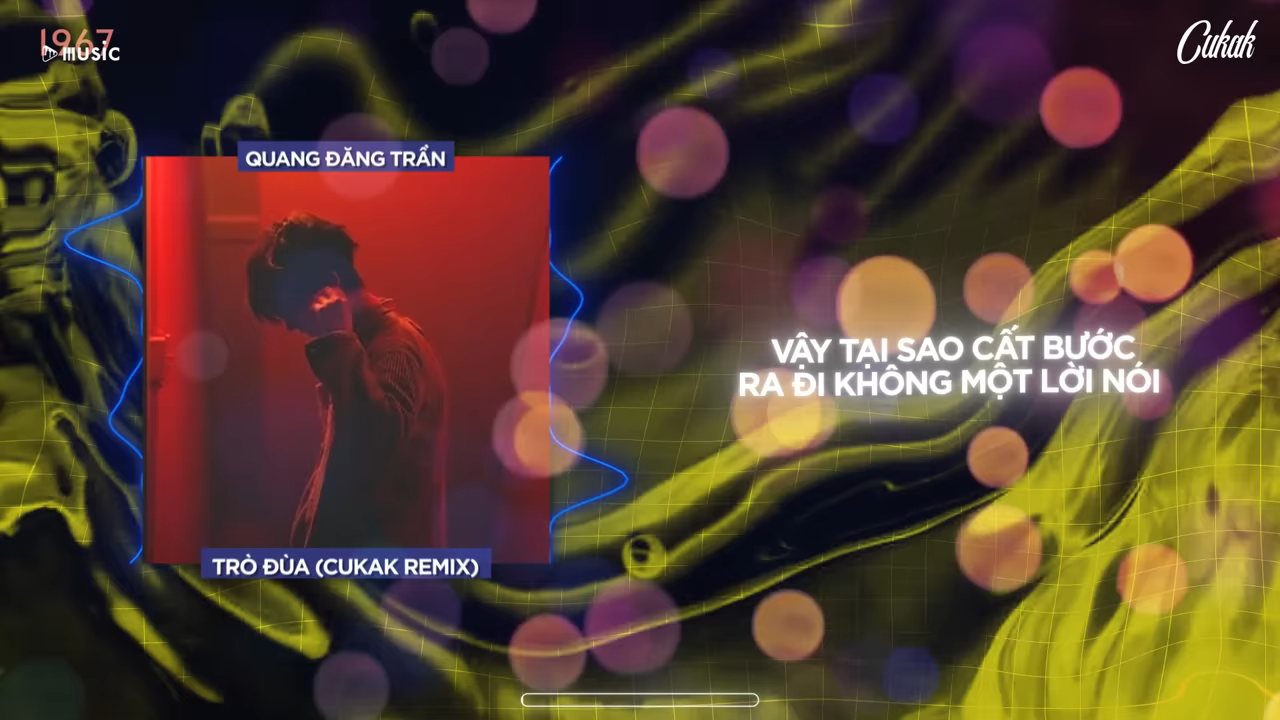 1967
MUSIC
Cukak
QUANG ĐĂNG TRẦN
VẬY TẠI SAO CẤT BƯỚC
RA ĐI KHÔNG MỘT LỜI NÓI
TRÒ ĐÙA (CUKAK REMIX)